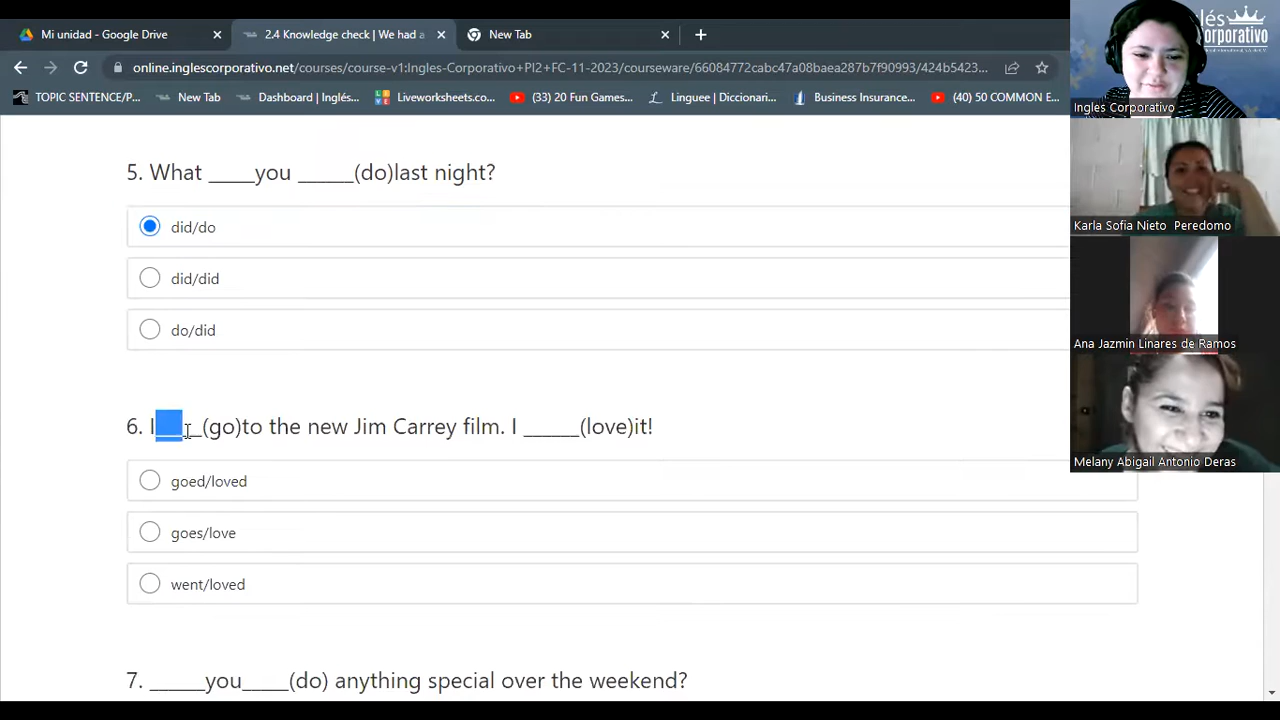 Mi unidad - Google Drive
2.4 Knowledge check | We had a
New Tab
online.inglescorporativo.net/courses/course-v1:Ingles-Corporativo+PI2+FC-11-2023/courseware/66084772cabc47a08baea287b7f90993/424b5423...
TOPIC SENTENCE/P...
New Tab
Dashboard | Inglés...
Liveworksheets.co...
(33) 20 Fun Games...
Linguee | Diccionari...
Business Insurance...
(40) 50 COMMON E...
5. What _____you ______(do)last night?
did/do
did/did
do/did
6. I_____(go)to the new Jim Carrey film. I ______(love)it!
goed/loved
goes/love
went/loved
7. ______you_____(do) anything special over the weekend?
Ingles Corporativo
Karla Sofia Nieto Peredomo
Ana Jazmin Linares de Ramos
Melany Abigail Antonio Deras